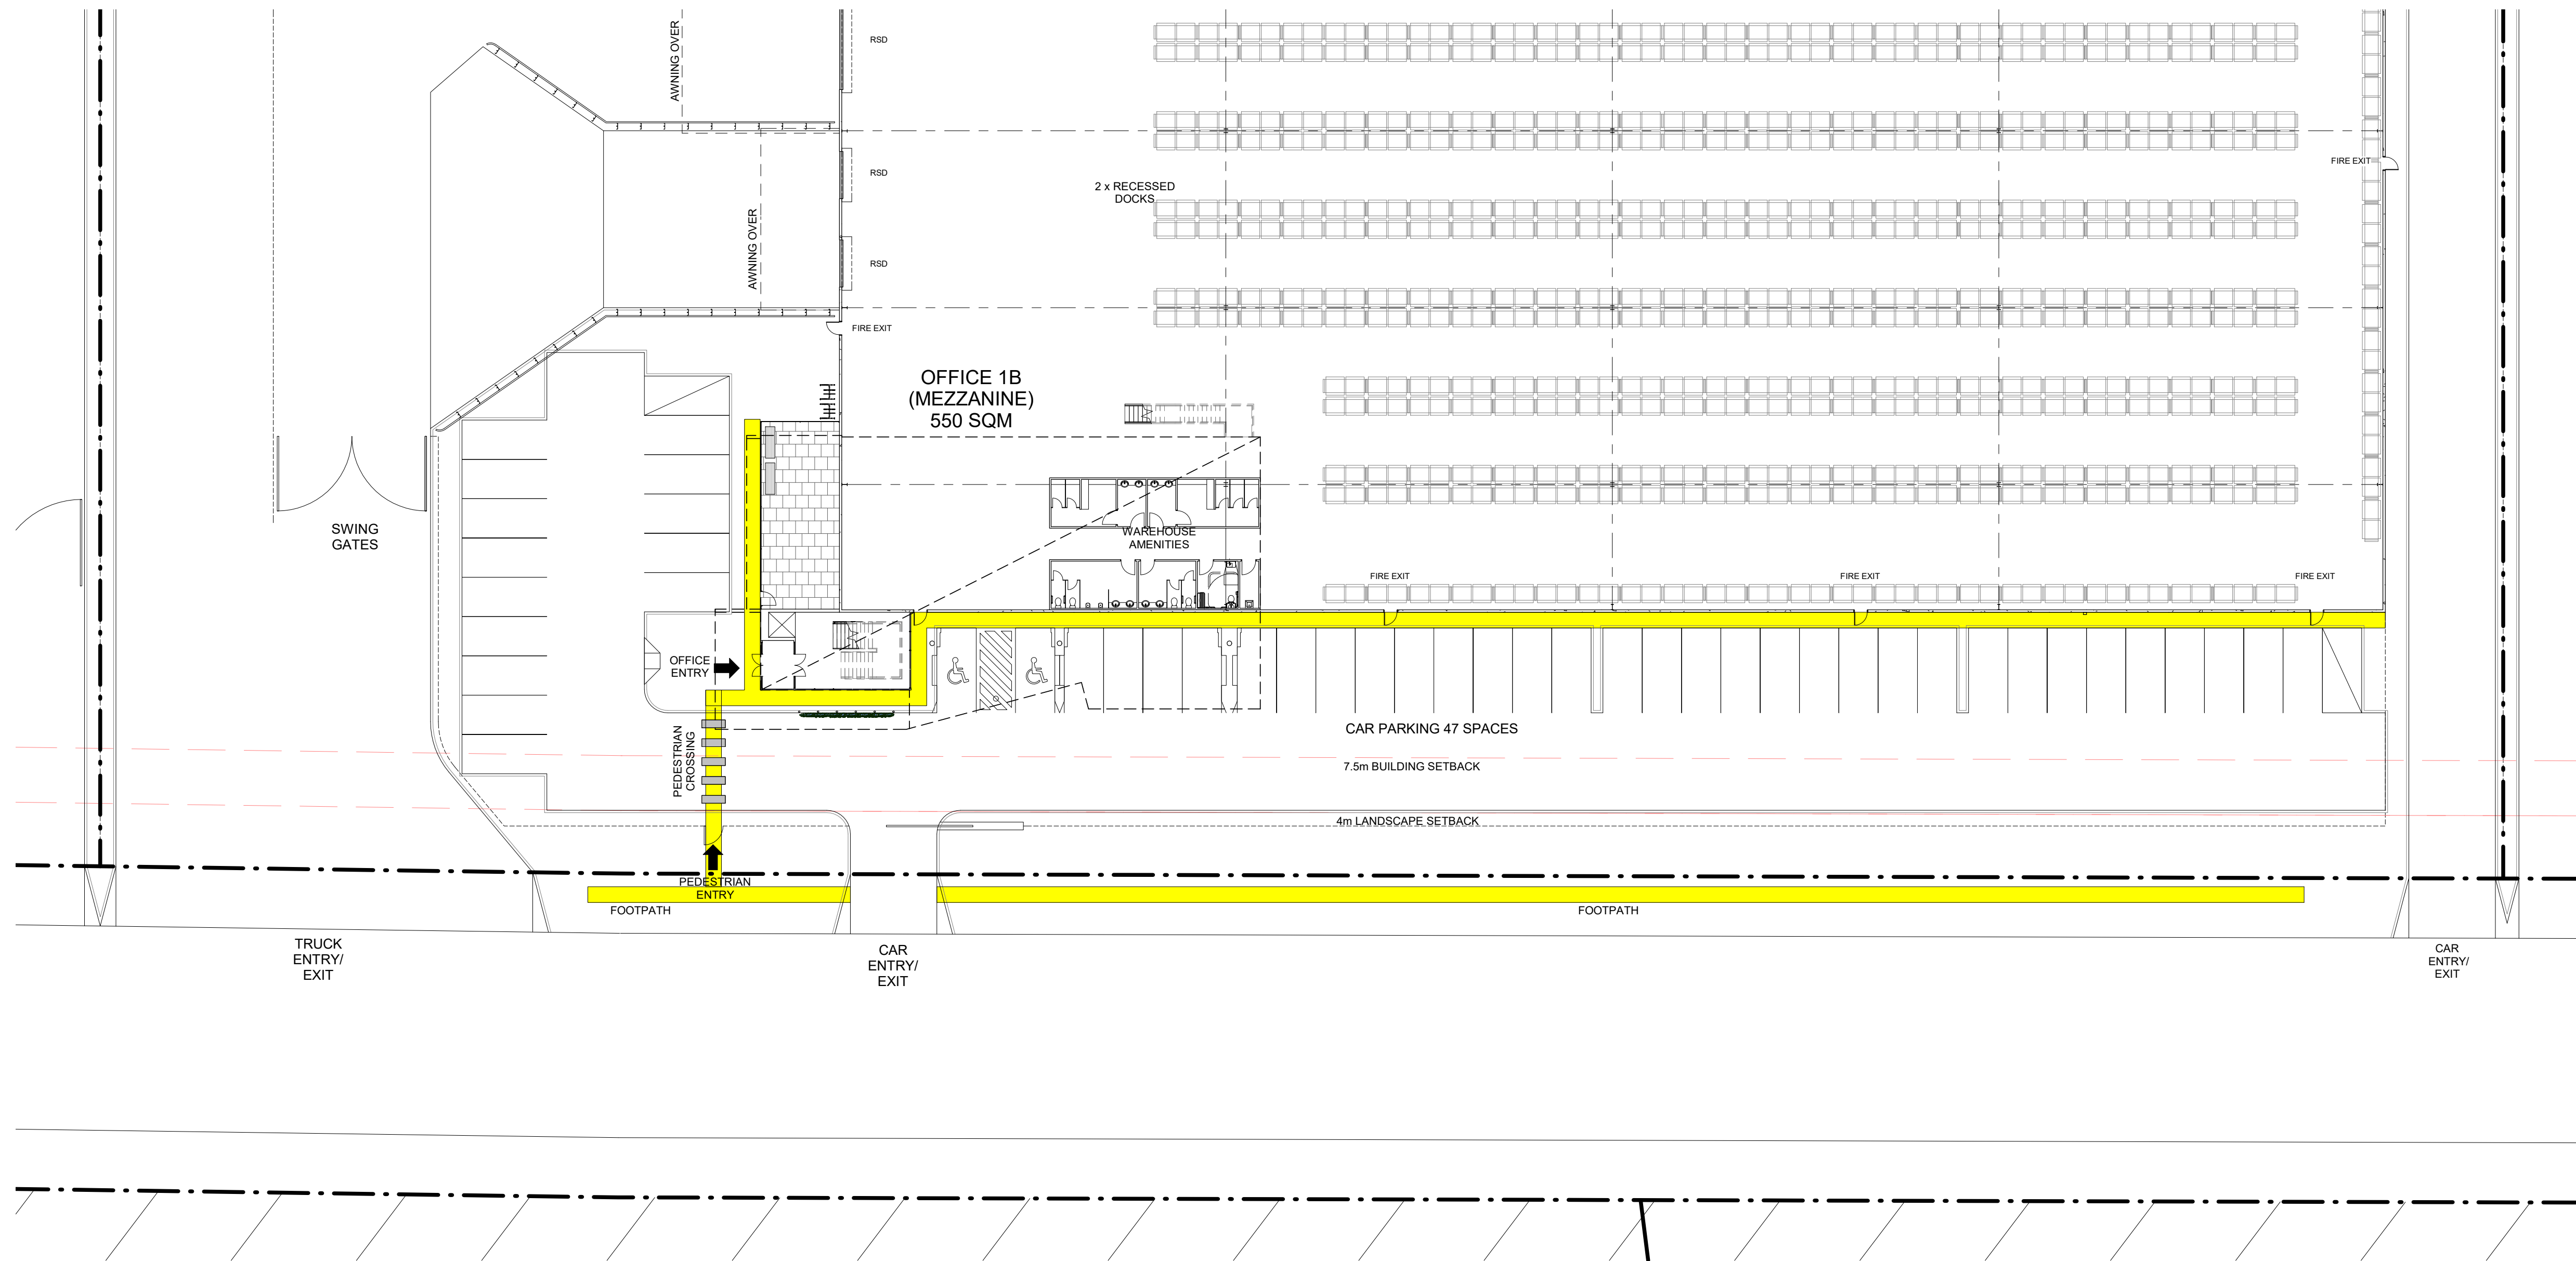 AWNING OVER
RSD
RSD
FIRE EXIT
2 x RECESSED
DOCKS
AWNING OVER
RSD
FIRE EXIT
OFFICE 1B
(MEZZANINE)
550 SQM
SWING
GATES
WAREHOUSE
AMENITIES
FIRE EXIT
FIRE EXIT
FIRE EXIT
OFFICE
ENTRY
PEDESTRIAN
CROSSING
CAR PARKING 47 SPACES
7.5m BUILDING SETBACK
4m LANDSCAPE SETBACK
PEDESTRIAN
ENTRY
FOOTPATH
FOOTPATH
TRUCK
ENTRY/
EXIT
CAR
ENTRY/
EXIT
CAR
ENTRY/
EXIT